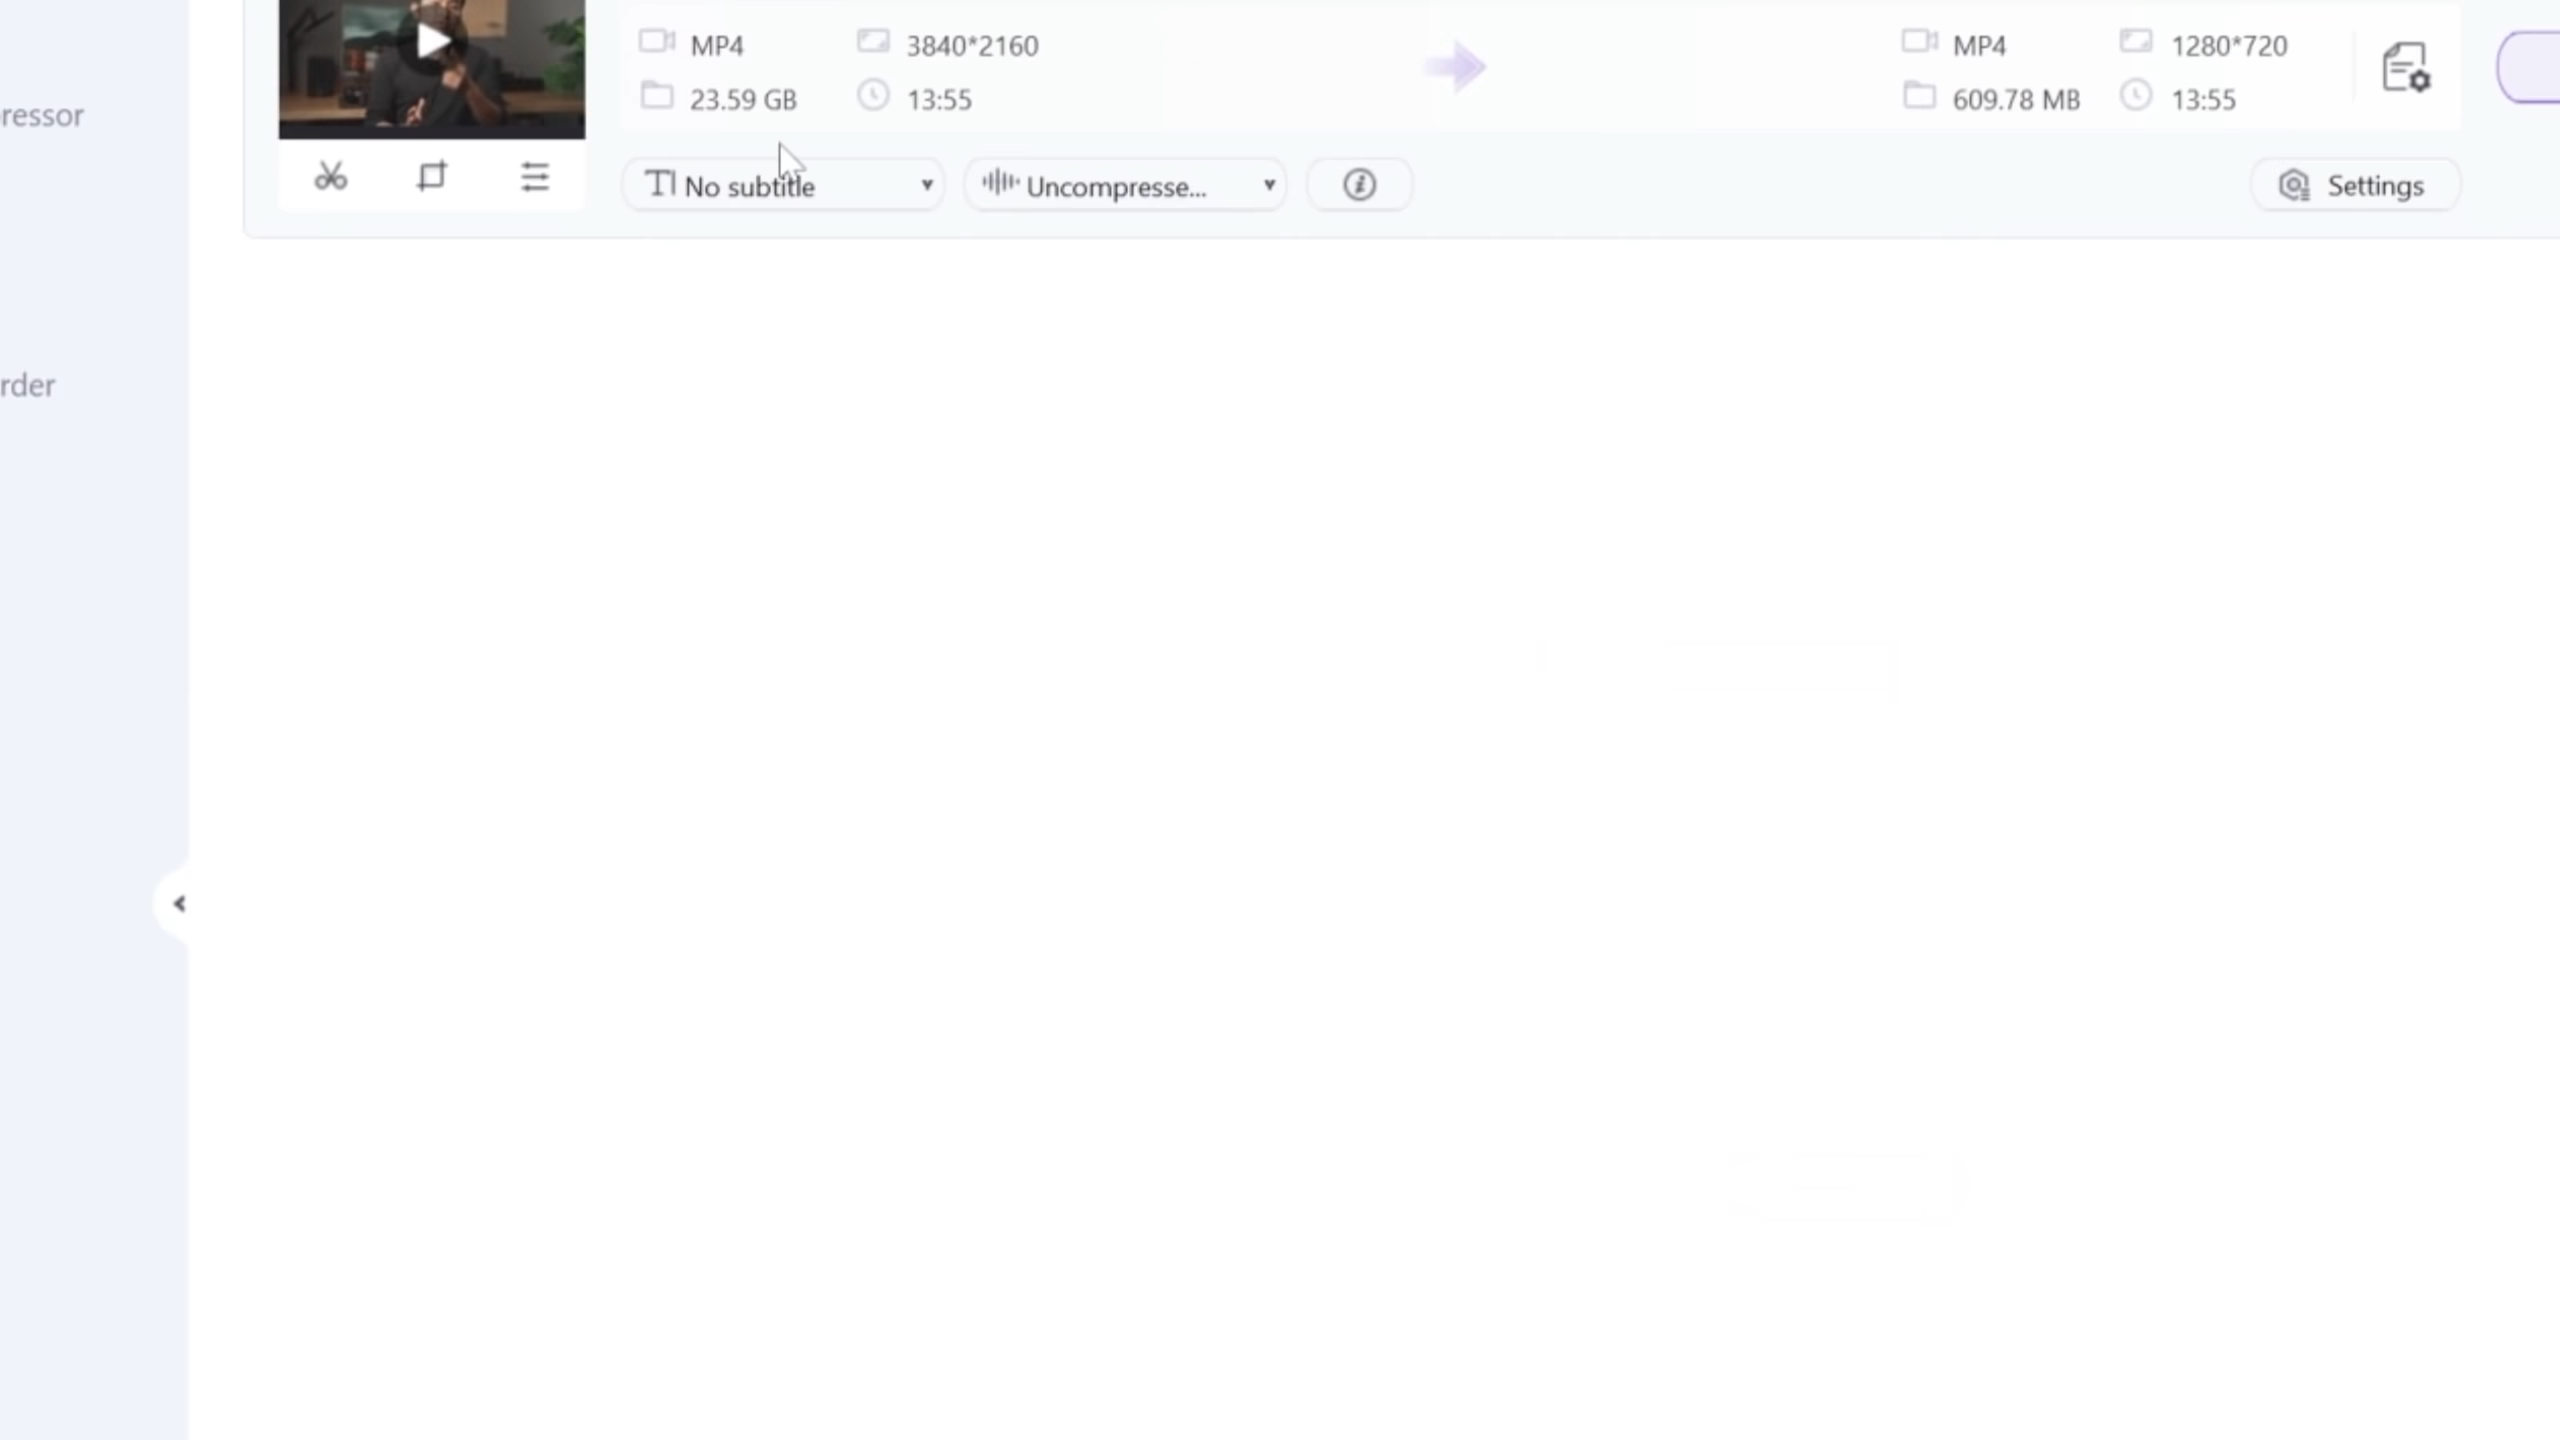 MP4 3840*2160 MP4 1280*720
23.59 GB 13:55 609.78 MB 13:55
ressor
No subtitle Uncompresse... Settings
rder